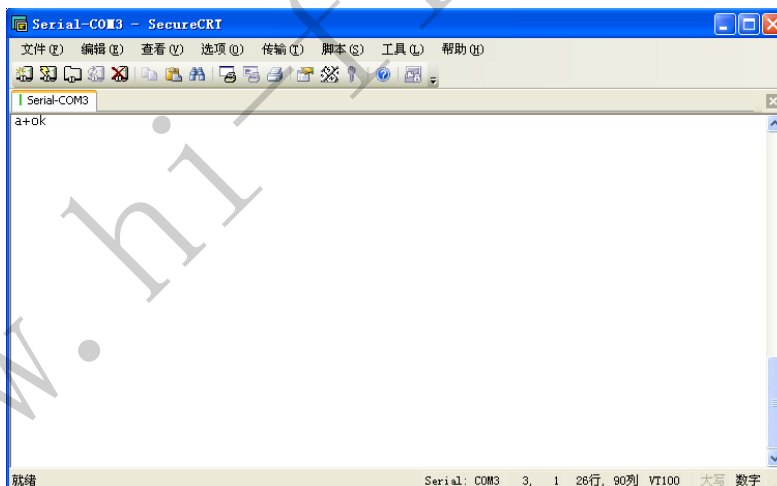 Serial-COM3 - SecureCRT
文件(F) 编辑(E) 查看(V) 选项(O) 传输(T) 脚本(S) 工具(L) 帮助(H)
Serial-COM3
a+ok
www.hi-f
就绪 Serial: COM3 3, 1 26行, 90列 VT100 大写 数字